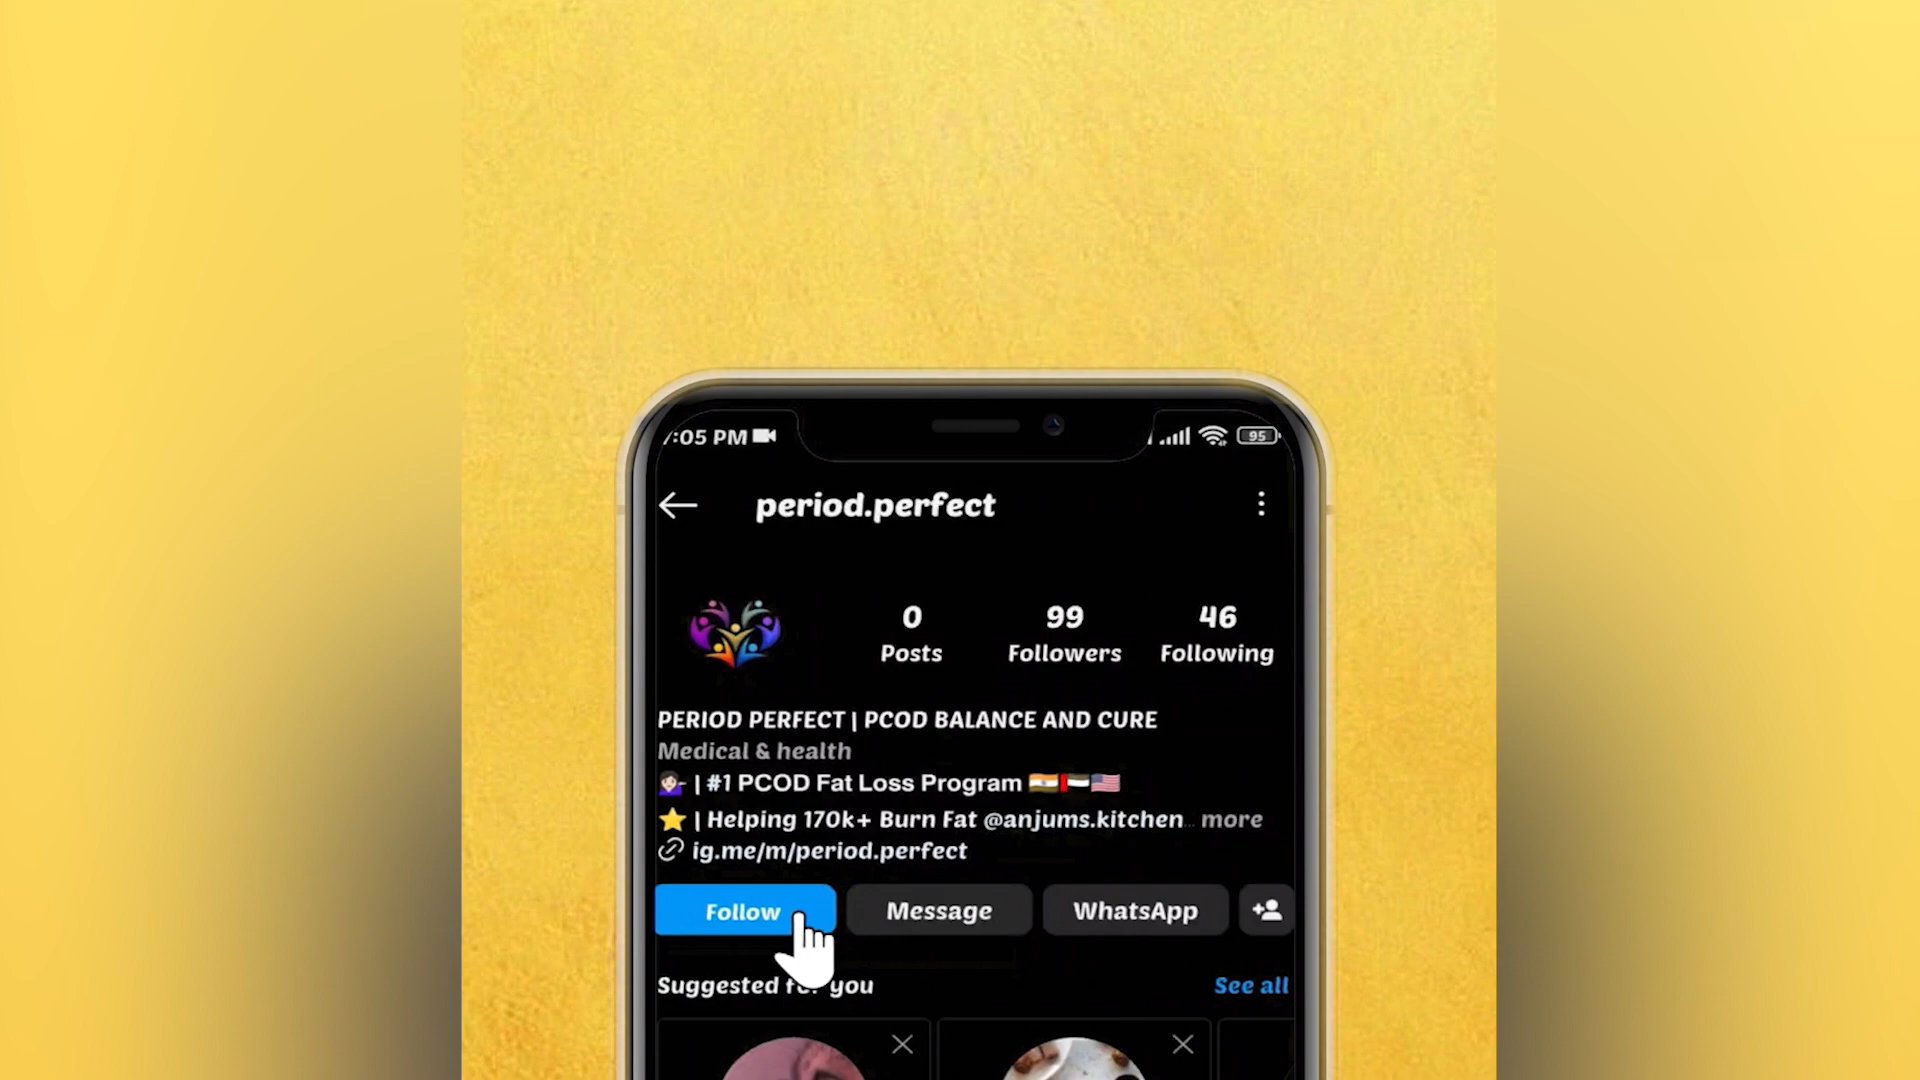 :05 PM
95
period.perfect
0 99 46
Posts Followers Following
PERIOD PERFECT | PCOD BALANCE AND CURE
Medical & health
| #1 PCOD Fat Loss Program
| Helping 170k+ Burn Fat @anjums.kitchen... more
ig.me/m/period.perfect
Follow Message WhatsApp
Suggested for you See all